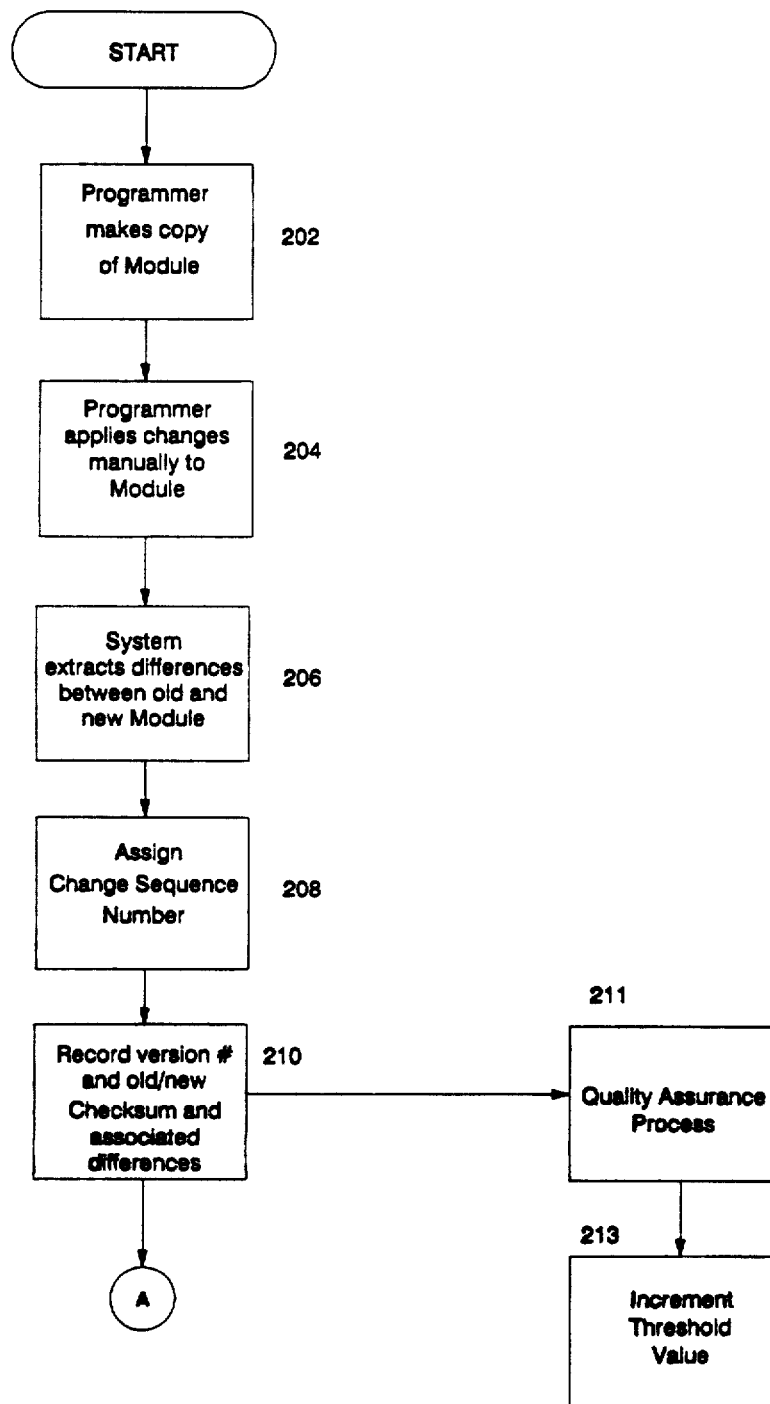 START
Programmer
makes copy
of Module
202
Programmer
applies changes
manually to
Module
204
System
extracts differences
between old and
new Module
206
Assign
Change Sequence
Number
208
Record version #
and old/new
Checksum and
associated
differences
210
211
Quality Assurance
Process
213
Increment
Threshold
Value
A